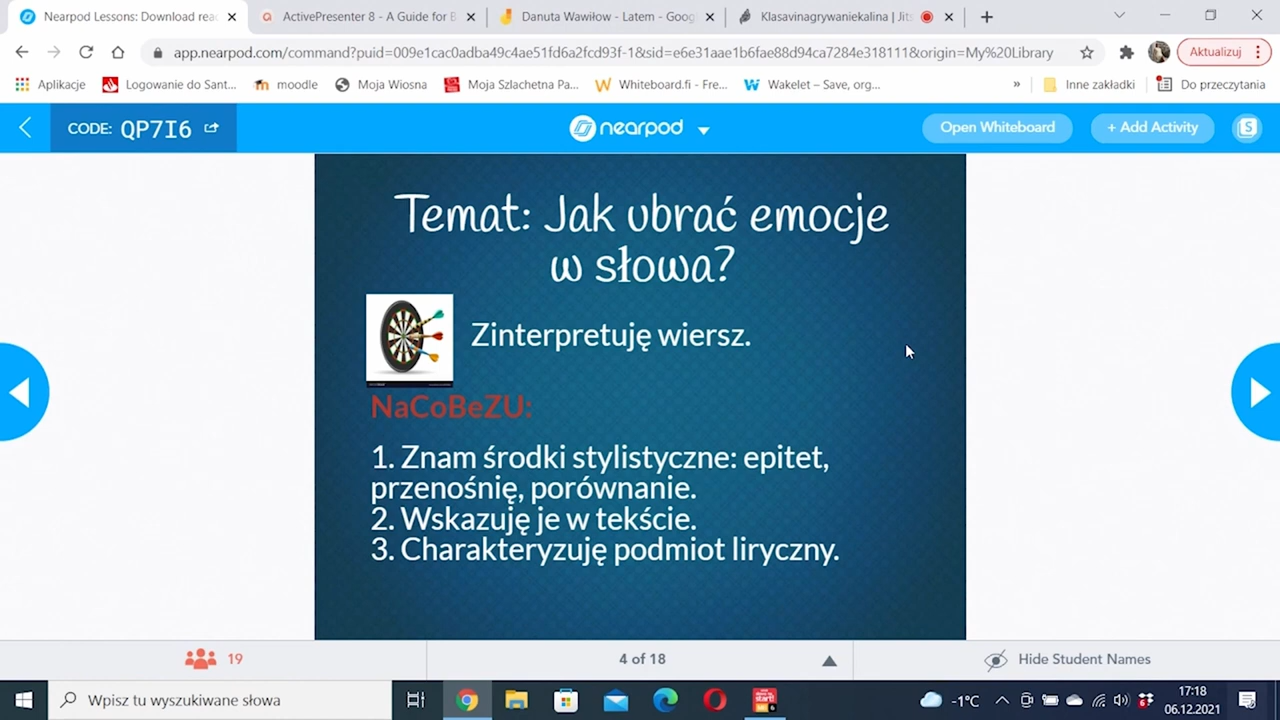 Nearpod Lessons: Download rea
ActivePresenter 8 - A Guide for B
Danuta Wawiłow - Latem - Goog
Klasavinagrywaniekalina | Jits
app.nearpod.com/command?puid=009e1cac0adba49c4ae51fd6a2fcd93f-1&sid=e6e31aae1b6fae88d94ca7284e318111&origin=My%20Library
Aktualizuj
Aplikacje
Logowanie do Sant...
moodle
Moja Wiosna
Moja Szlachetna Pa...
Whiteboard.fi - Fre...
Wakelet – Save, org...
»
Inne zakładki
Do przeczytania
CODE: QP7I6
nearpod
Open Whiteboard
+ Add Activity
S
Temat: Jak ubrać emocje
w słowa?
Zinterpretuję wiersz.
NaCoBeZU:
1. Znam środki stylistyczne: epitet,
przenośnię, porównanie.
2. Wskazuję je w tekście.
3. Charakteryzuję podmiot liryczny.
19
4 of 18
Hide Student Names
Wpisz tu wyszukiwane słowa
-1°C
17:18
06.12.2021